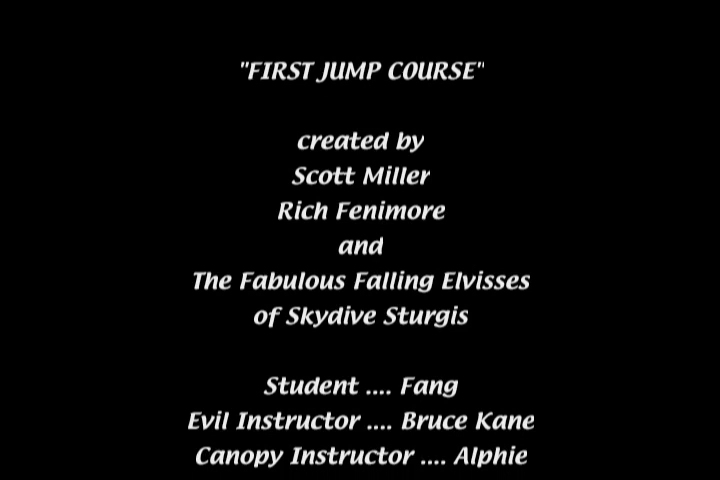 "FIRST JUMP COURSE"
created by
Scott Miller
Rich Fenimore
and
The Fabulous Falling Elvisses
of Skydive Sturgis
Student .... Fang
Evil Instructor .... Bruce Kane
Canopy Instructor .... Alphie